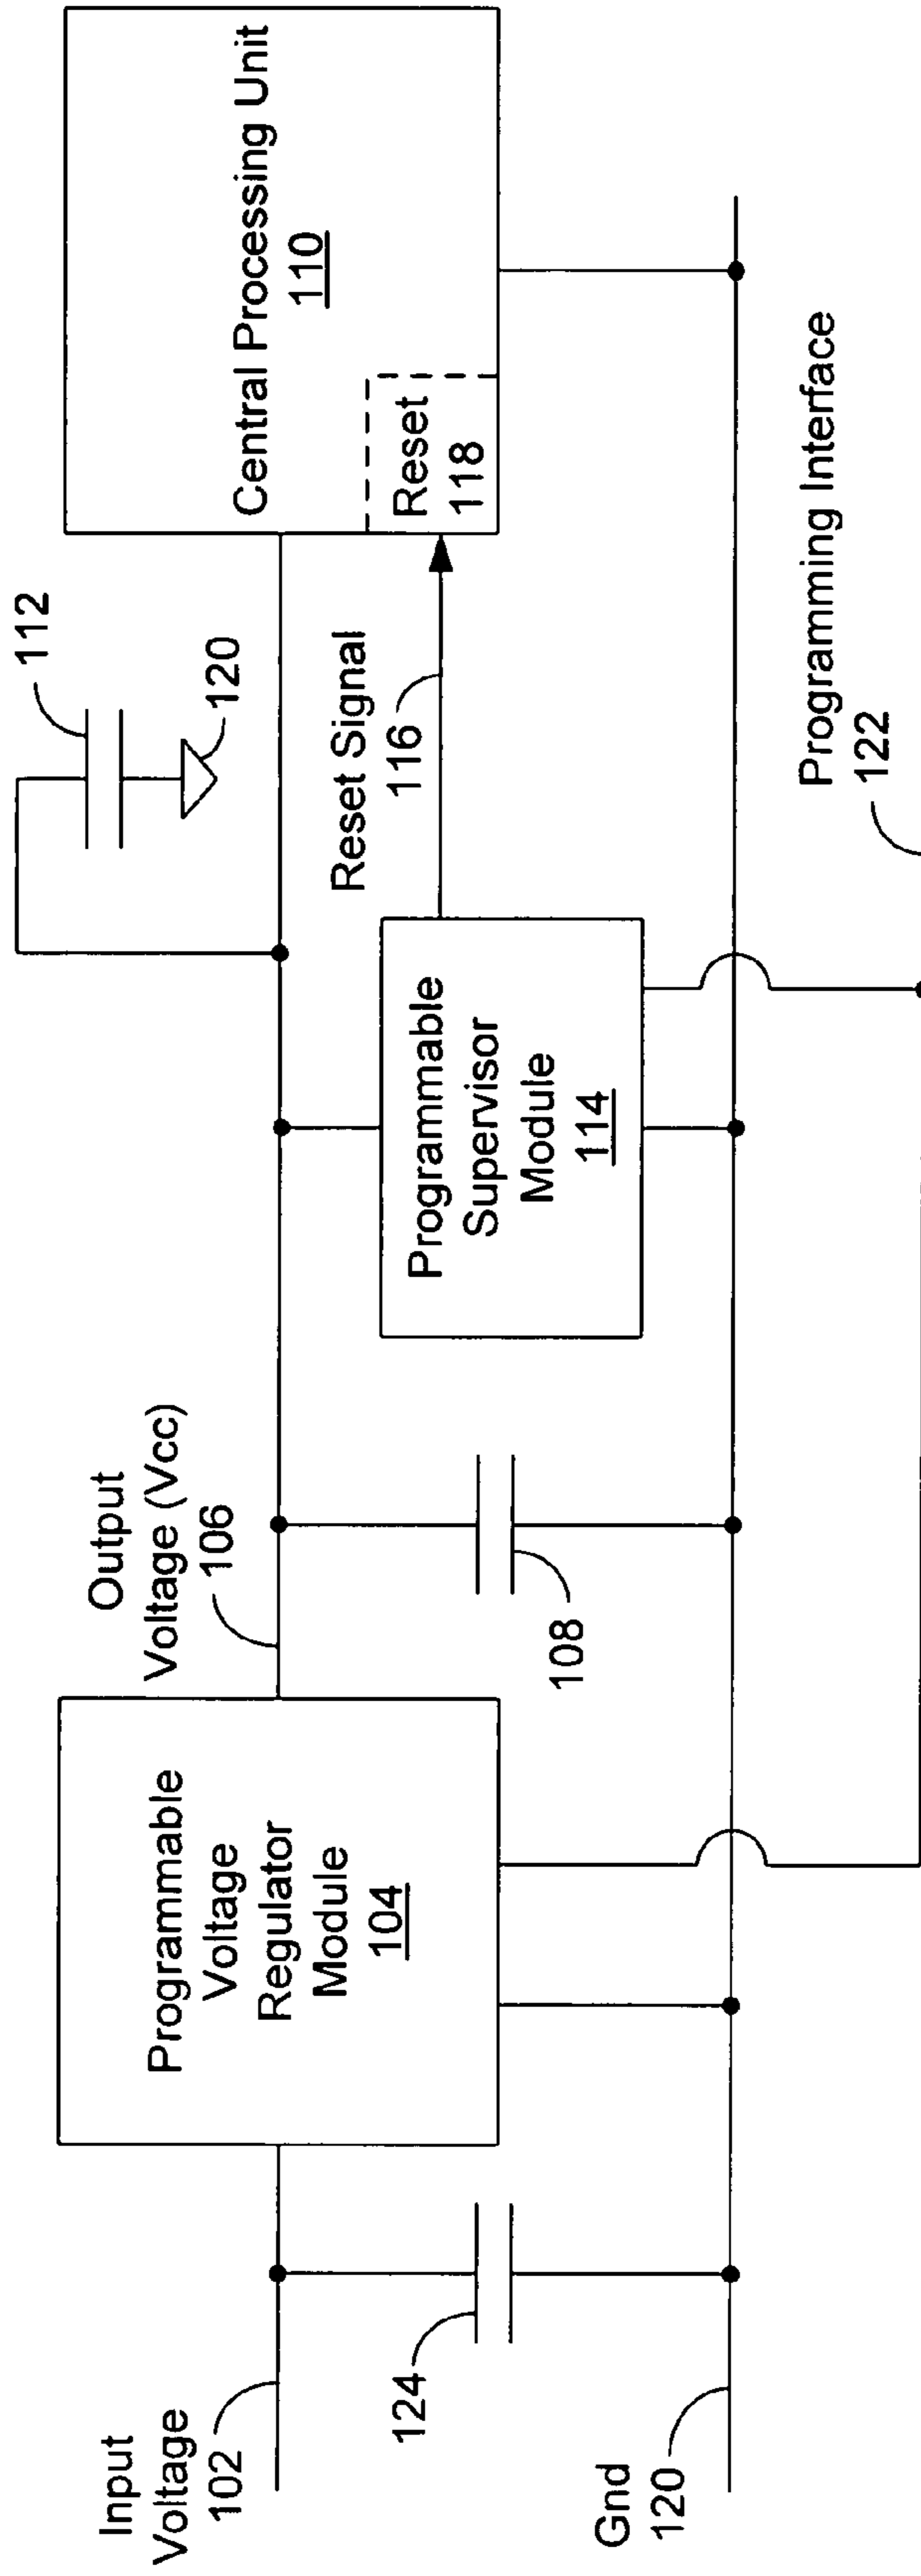 Input
Voltage
102
124
Gnd
120
Programmable
Voltage
Regulator
Module
104
Output
Voltage (Vcc)
106
108
Programmable
Supervisor
Module
114
Reset Signal
116
112
120
Central Processing Unit
110
Reset
118
Programming Interface
122